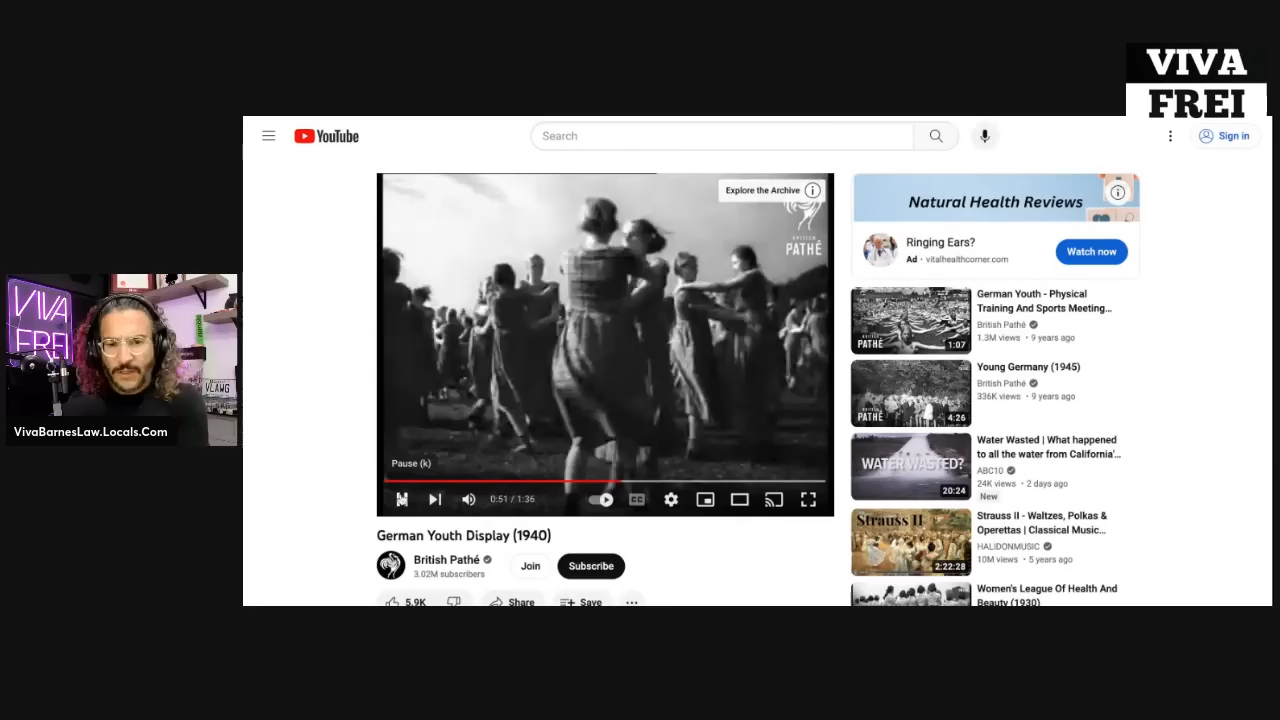 VIVA
FREI
YouTube
Search
Sign in
Explore the Archive
BRITISH
PATHÉ
Pause (k)
0:51 / 1:36
CC
German Youth Display (1940)
British Pathé
3.02M subscribers
Join
Subscribe
5.9K
Share
Save
Natural Health Reviews
Ringing Ears?
Ad · vitalhealthcorner.com
Watch now
PATHÉ
1:07
German Youth - Physical
Training And Sports Meeting...
British Pathé
1.3M views · 9 years ago
PATHÉ
4:26
Young Germany (1945)
British Pathé
336K views · 9 years ago
WATER WASTED?
20:24
Water Wasted | What happened
to all the water from California'...
ABC10
24K views · 2 days ago
New
Strauss II
2:22:28
Strauss II - Waltzes, Polkas &
Operettas | Classical Music...
HALIDONMUSIC
10M views · 5 years ago
Women's League Of Health And
Beauty (1930)
VIVA
FREI
VLAWG
VivaBarnesLaw.Locals.Com